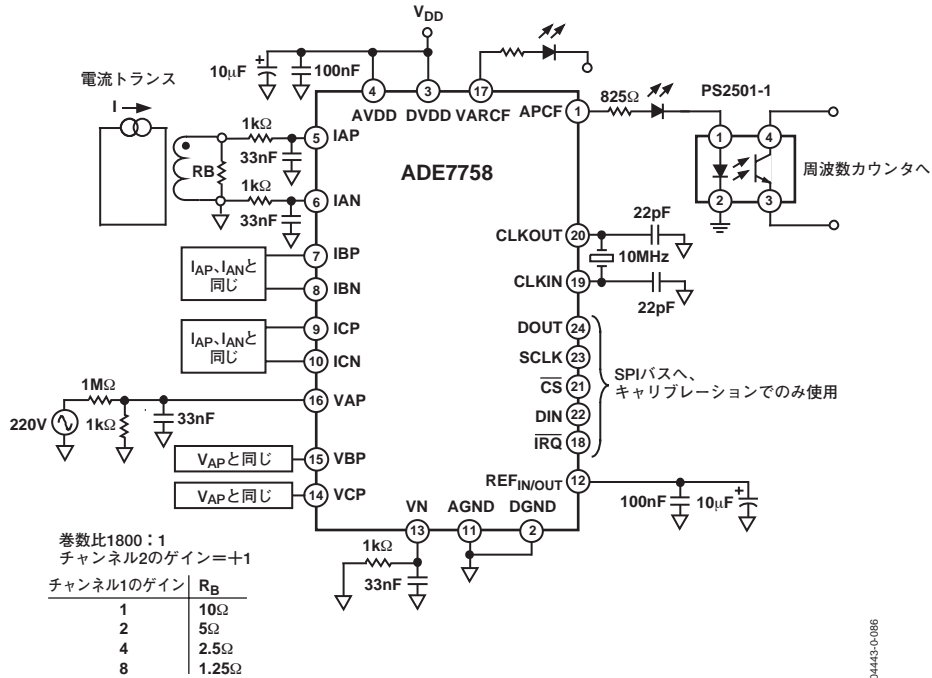 VDD
10μF
+
100nF
電流トランス
I
4
3
17
825Ω
PS2501-1
AVDD
DVDD
VARCF
APCF
1
1kΩ
5
IAP
33nF
RB
ADE7758
1
4
周波数カウンタへ
2
3
1kΩ
6
IAN
33nF
22pF
CLKOUT
20
10MHz
7
IBP
IAP、IANと
同じ
8
IBN
CLKIN
19
22pF
9
ICP
IAP、IANと
同じ
10
ICN
DOUT
24
SCLK
23
CS
21
SPIバスへ、
キャリブレーションでのみ使用
DIN
22
IRQ
18
1MΩ
16
VAP
220V
1kΩ
33nF
VAPと同じ
15
VBP
VAPと同じ
14
VCP
REFIN/OUT
12
100nF
10μF
+
VN
AGND
DGND
13
11
2
1kΩ
33nF
巻数比1800：1
チャンネル2のゲイン＝＋1
チャンネル1のゲイン RB
1 10Ω
2 5Ω
4 2.5Ω
8 1.25Ω
04443-0-086